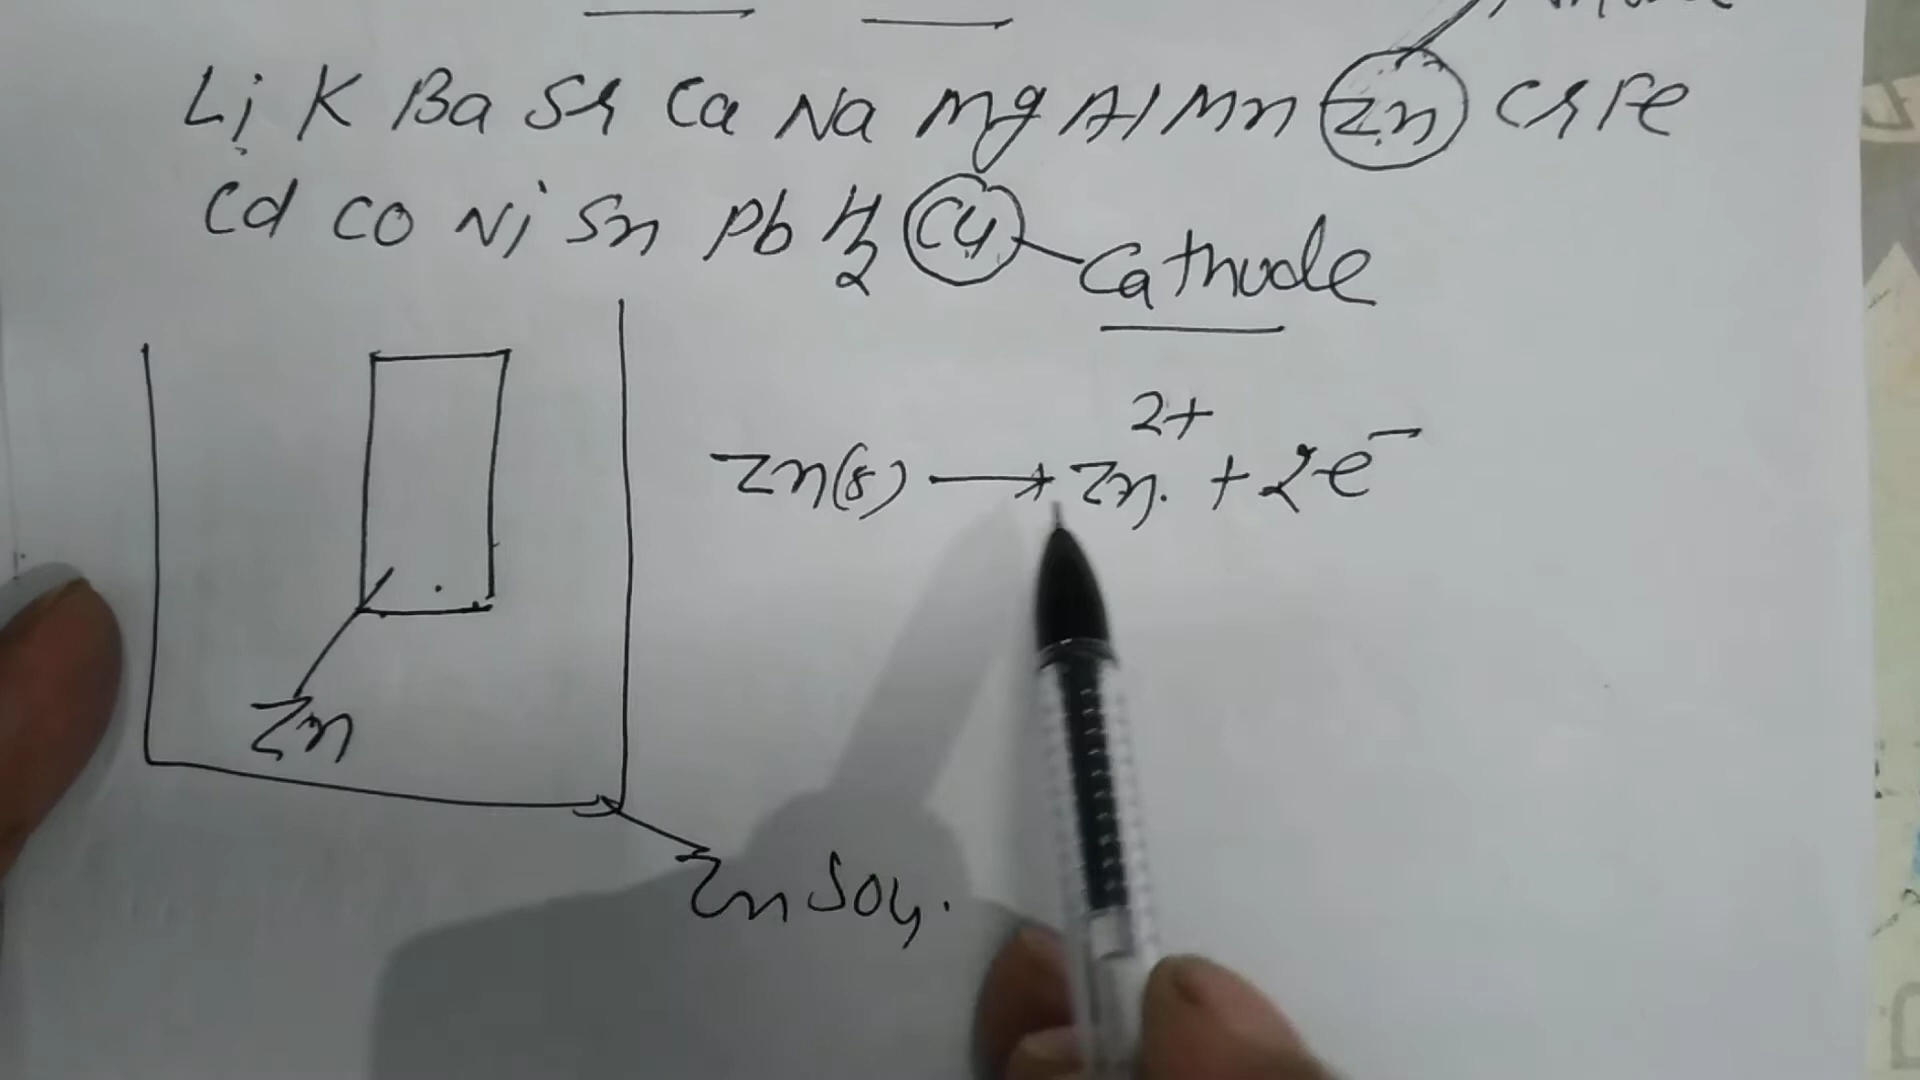 Li K Ba Sr Ca Na Mg Al Mn Zn Cr Fe
Cd CO Ni Sn Pb H2 Cu Cathode
Zn(s) → Zn2+ + 2e-
Zn
ZnSO4.